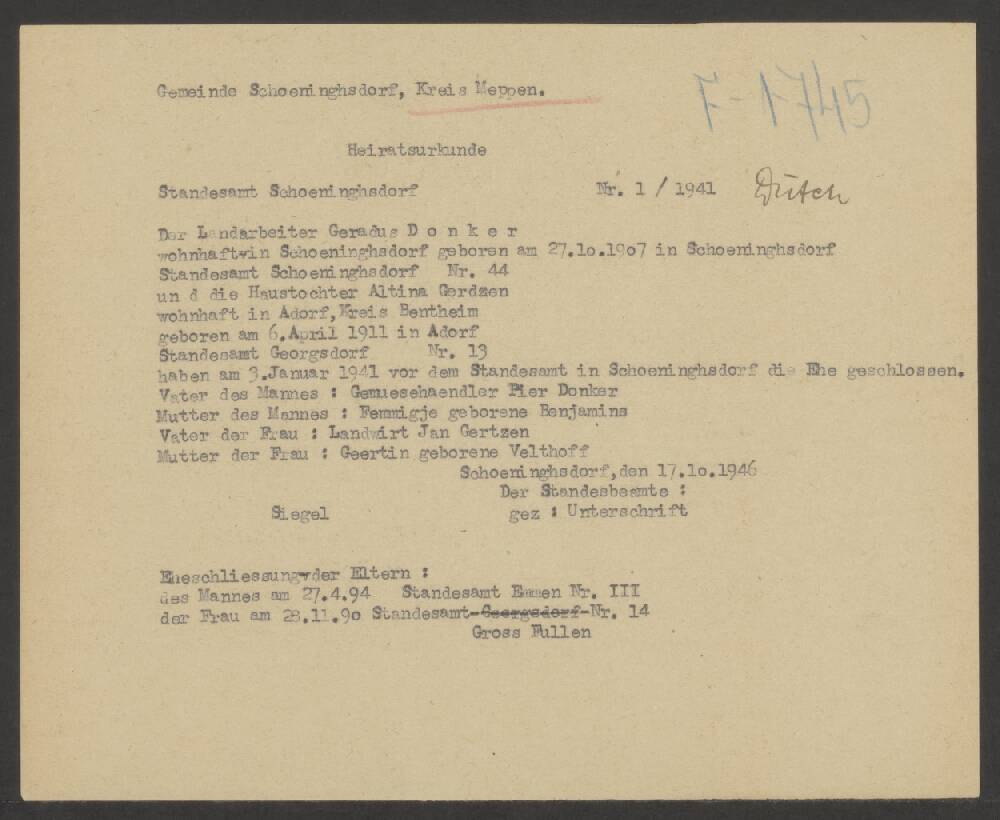 Gemeinde Schoeninghsdorf, Kreis Meppen.
F-1745
Heiratsurkunde
Standesamt Schoeninghsdorf Nr. 1 / 1941 Dutch
Der Landarbeiter Geradus D o n k e r
wohnhaft in Schoeninghsdorf geboren am 27.10.1907 in Schoeninghsdorf
Standesamt Schoeninghsdorf Nr. 44
un d die Haustochter Altina Gerdzen
wohnhaft in Adorf, Kreis Bentheim
geboren am 6.April 1911 in Adorf
Standesamt Georgsdorf Nr. 13
haben am 3.Januar 1941 vor dem Standesamt in Schoeninghsdorf die Ehe geschlossen.
Vater des Mannes : Gemuesehaendler Pier Donker
Mutter des Mannes : Femmigje geborene Benjamins
Vater der Frau : Landwirt Jan Gertzen
Mutter der Frau : Geertin geborene Velthoff
Schoeninghsdorf,den 17.10.1946
Der Standesbeamte :
Siegel gez : Unterschrift
Eheschliessung der Eltern :
des Mannes am 27.4.94 Standesamt Emmen Nr. III
der Frau am 28.11.90 Standesamt-Georgsdorf-Nr. 14
Gross Fullen